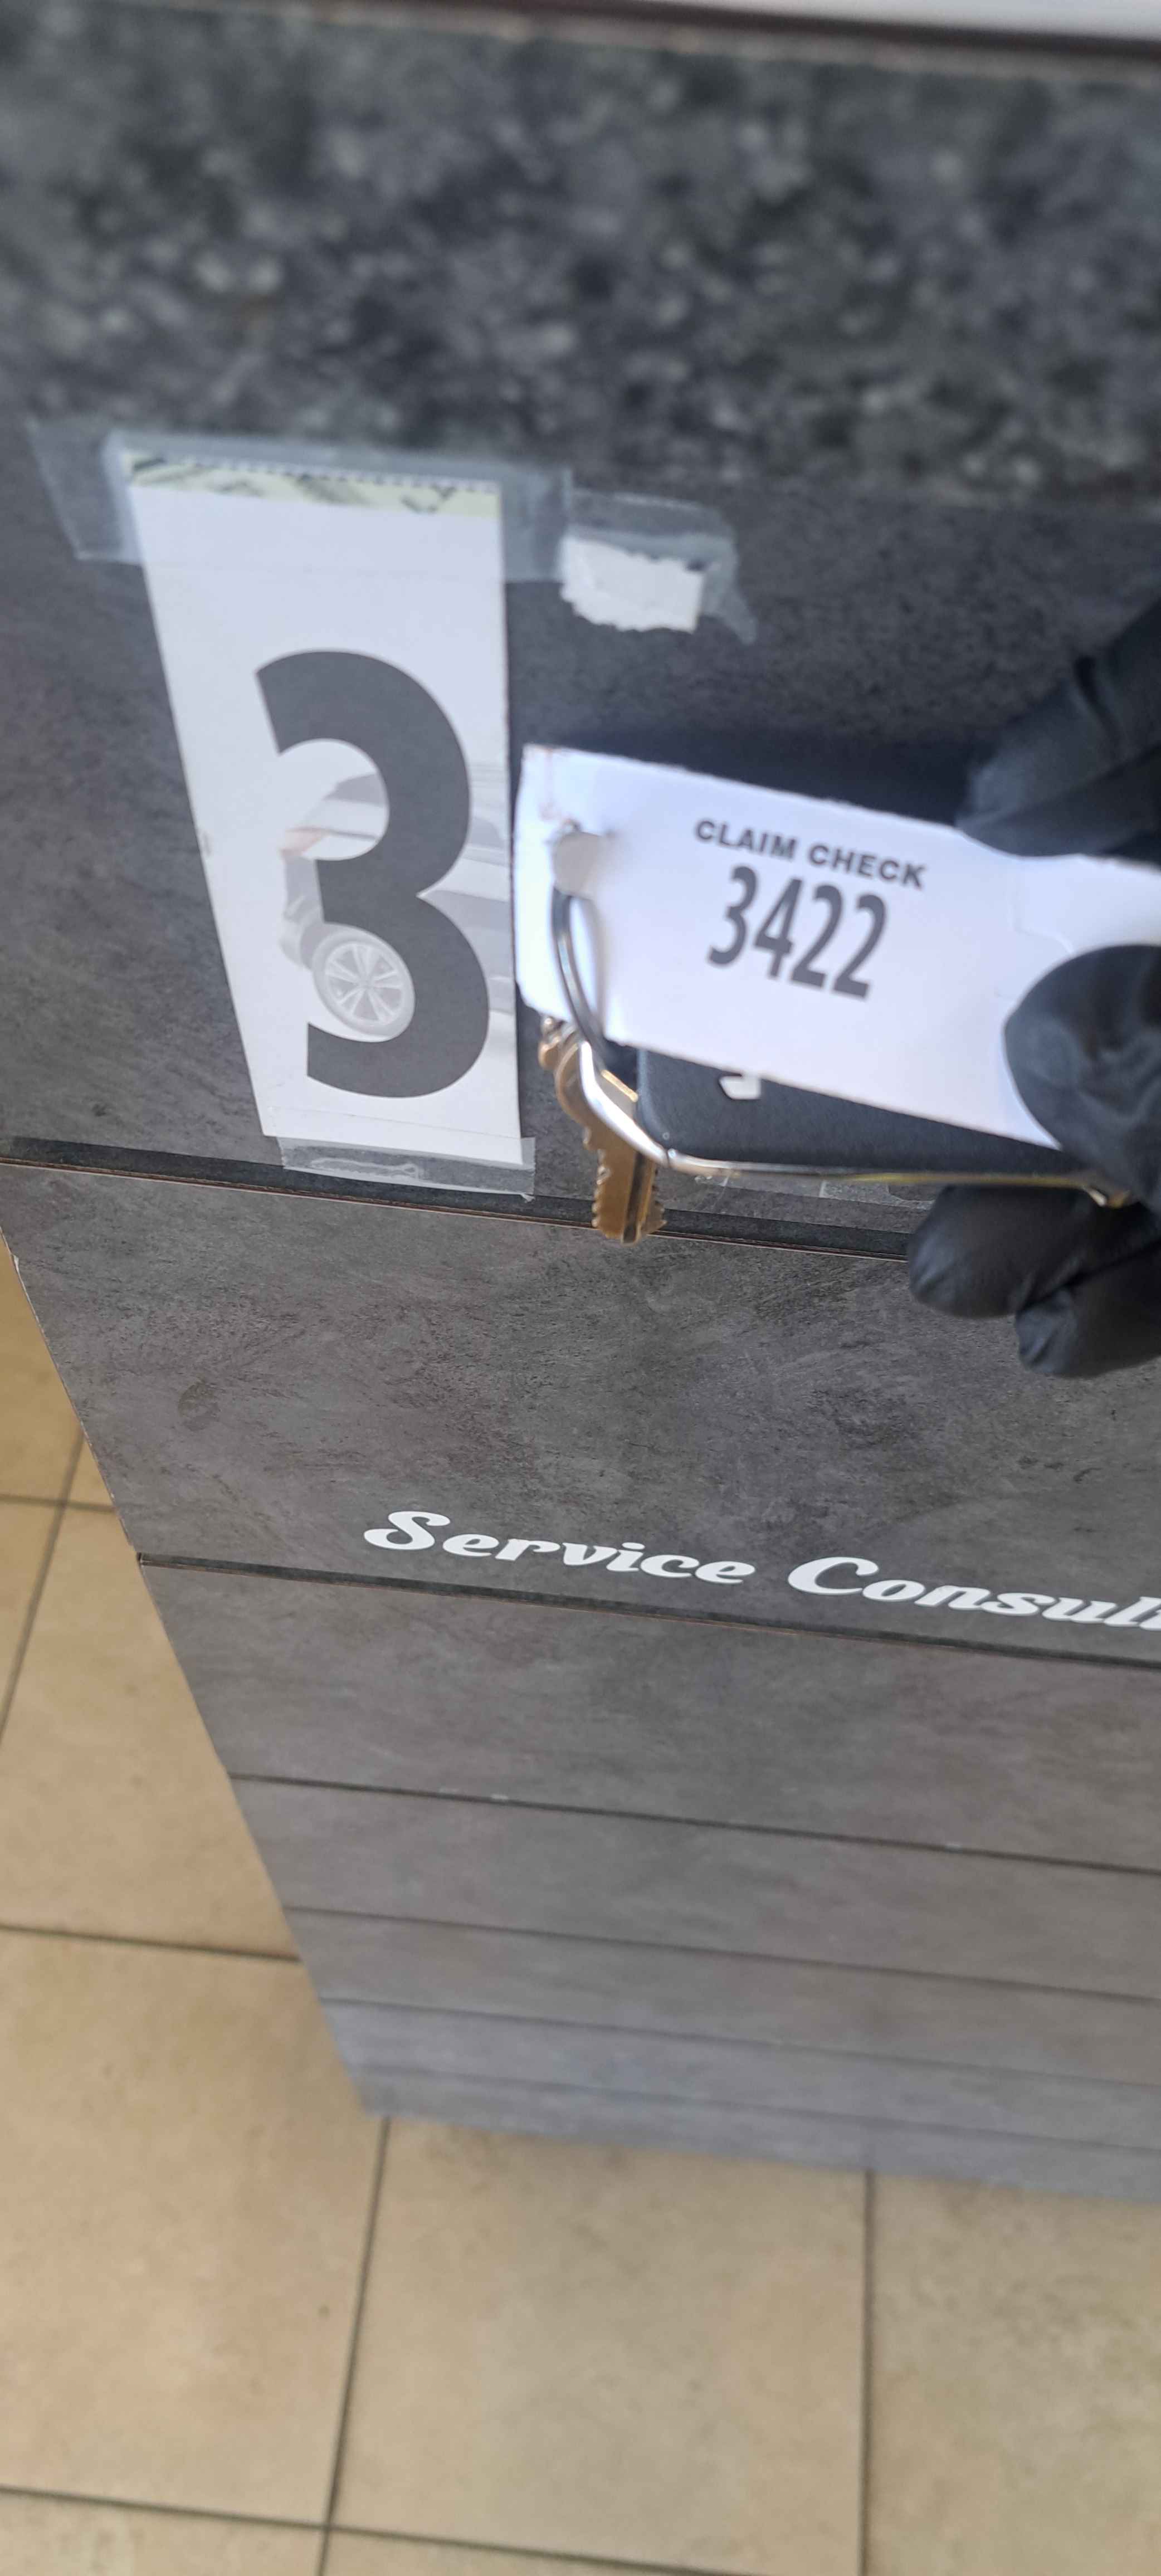 3
CLAIM CHECK
3422
Service Consul